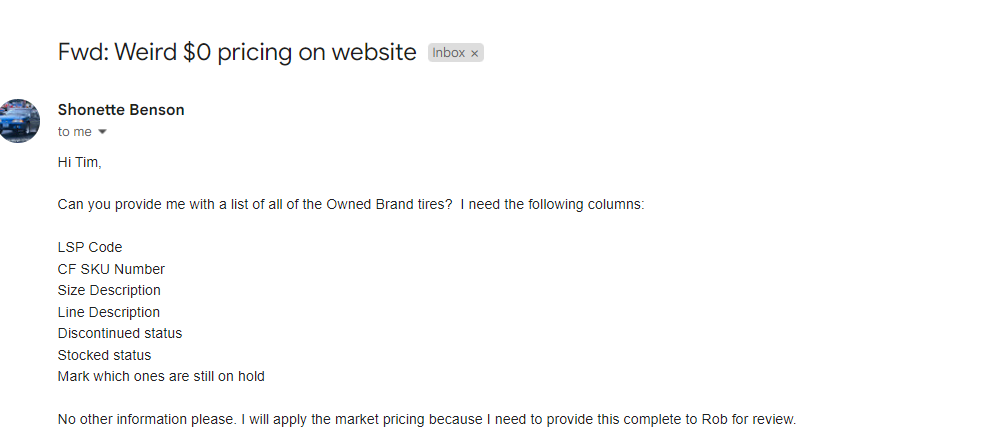 Fwd: Weird $0 pricing on website Inbox ×
Shonette Benson
to me
Hi Tim,
Can you provide me with a list of all of the Owned Brand tires?  I need the following columns:
LSP Code
CF SKU Number
Size Description
Line Description
Discontinued status
Stocked status
Mark which ones are still on hold
No other information please. I will apply the market pricing because I need to provide this complete to Rob for review.